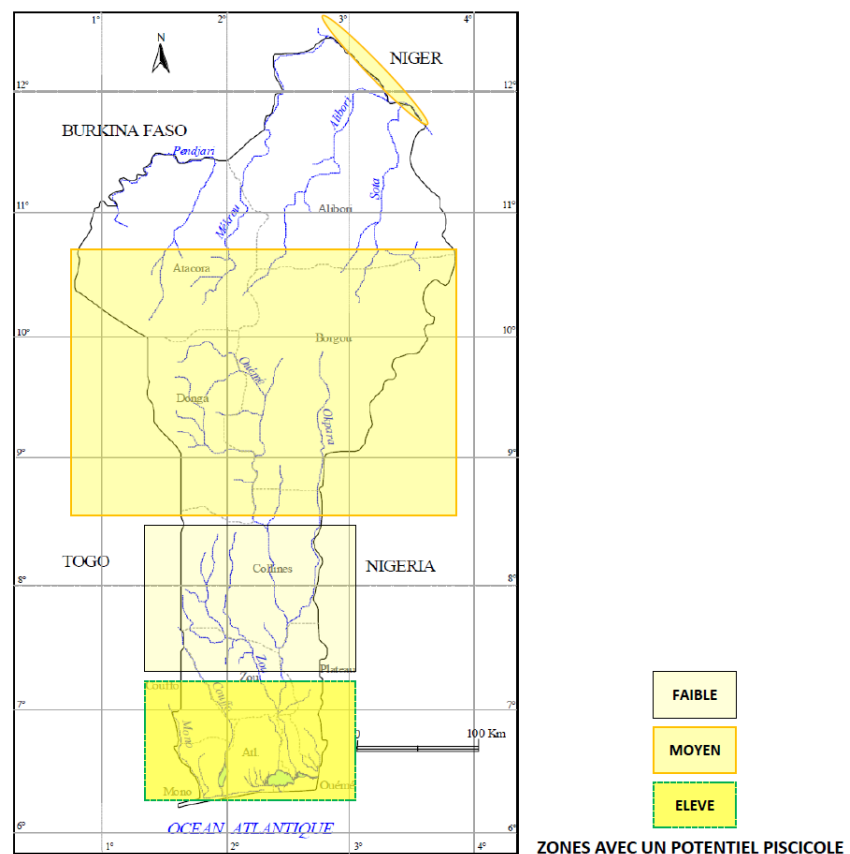 1° 2° 3° 4°
N
NIGER
12° 12°
BURKINA FASO
Alibori
Pendjari
Sota
11° 11°
Alibori
Mékrou
Atacora
10° 10°
Borgou
Ouémé
Donga
Okpara
9° 9°
TOGO
NIGERIA
Collines
8° 8°
Zou
Plateau
Zou
Couffo
Couffo
7° 7°
Mono
0 100 Km
Atl.
Mono
Ouémé
OCEAN ATLANTIQUE
6° 6°
1° 2° 3° 4°
FAIBLE
MOYEN
ELEVE
ZONES AVEC UN POTENTIEL PISCICOLE